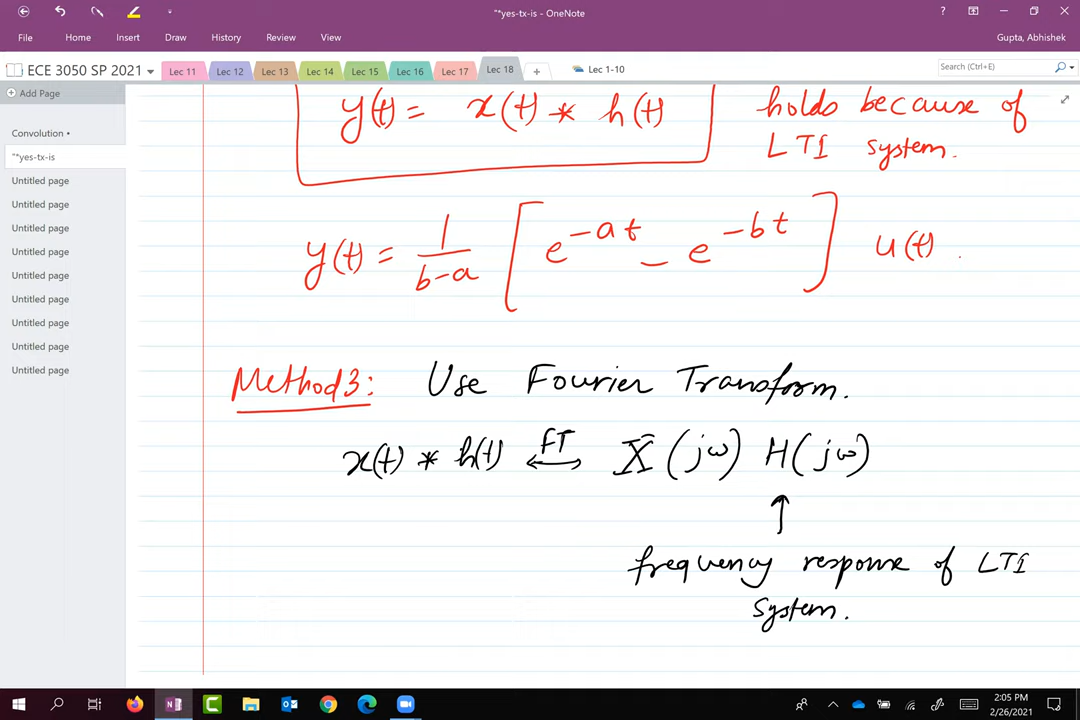 "*yes-tx-is - OneNote
File Home Insert Draw History Review View
Gupta, Abhishek
ECE 3050 SP 2021
Lec 11 Lec 12 Lec 13 Lec 14 Lec 15 Lec 16 Lec 17 Lec 18 + Lec 1-10
Search (Ctrl+E)
Add Page
Convolution •
"*yes-tx-is
Untitled page
Untitled page
Untitled page
Untitled page
Untitled page
Untitled page
Untitled page
Untitled page
Untitled page
y(t) = x(t) * h(t) holds because of
LTI system.
y(t) = 1/(b-a) [e^{-at} - e^{-bt}] u(t).
Method 3: Use Fourier Transform.
x(t) * h(t) ⟷ FT X(jω) H(jω)
↑
frequency response of LTI
System.
2:05 PM
2/26/2021